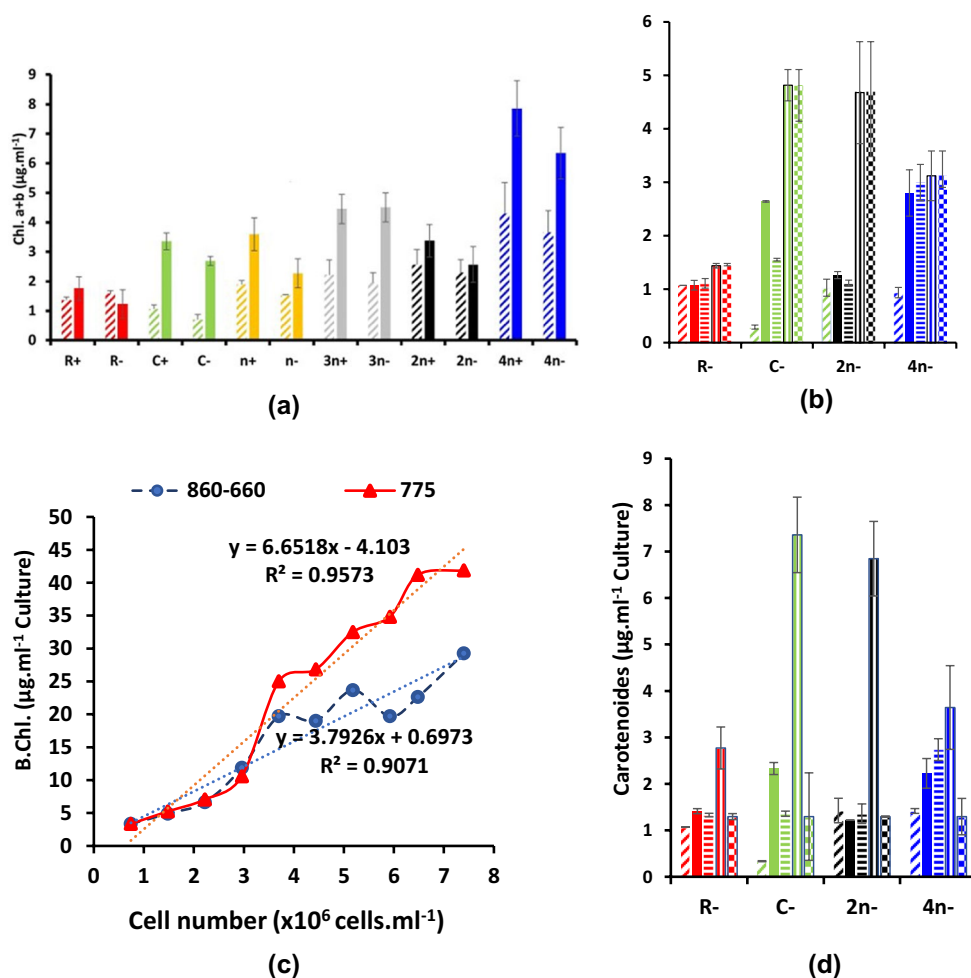 9
8
7
6
5
4
3
2
1
0
Chl. a+b (µg.ml⁻¹)
R+ R- C+ C- n+ n- 3n+ 3n- 2n+ 2n- 4n+ 4n-
(a)
6
5
4
3
2
1
0
R- C- 2n- 4n-
(b)
860-660 775
50
45
40
35
30
25
20
15
10
5
0
B.Chl. (µg.ml⁻¹ Culture)
y = 6.6518x - 4.103
R² = 0.9573
y = 3.7926x + 0.6973
R² = 0.9071
0 1 2 3 4 5 6 7 8
Cell number (x10⁶ cells.ml⁻¹)
(c)
9
8
7
6
5
4
3
2
1
0
Carotenoides (µg.ml⁻¹ Culture)
R- C- 2n- 4n-
(d)